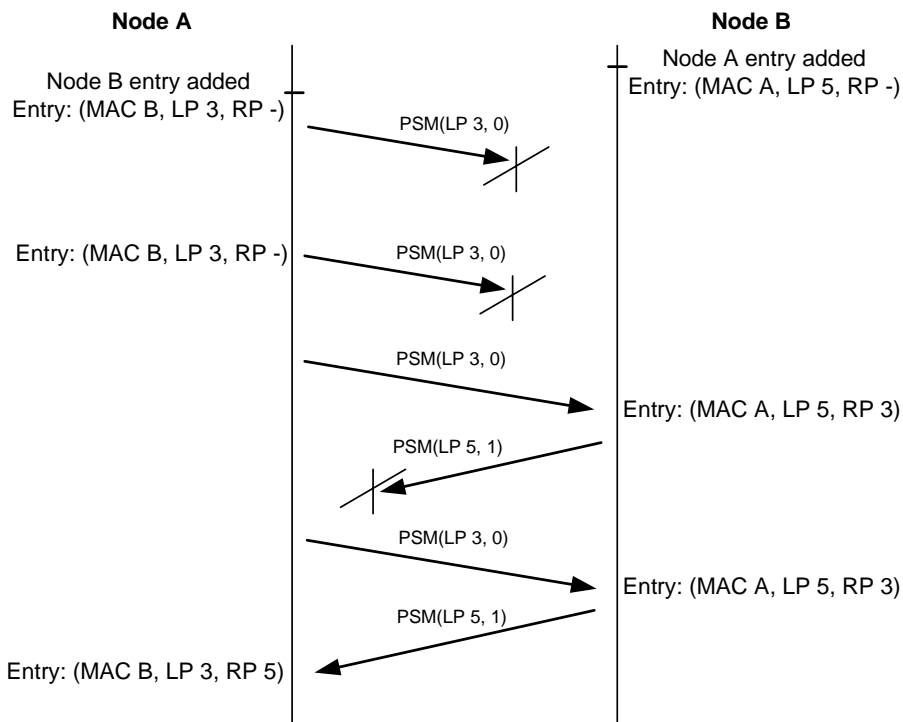 Node A
Node B
Node B entry added
Entry: (MAC B, LP 3, RP -)
Node A entry added
Entry: (MAC A, LP 5, RP -)
PSM(LP 3, 0)
Entry: (MAC B, LP 3, RP -)
PSM(LP 3, 0)
PSM(LP 3, 0)
Entry: (MAC A, LP 5, RP 3)
PSM(LP 5, 1)
PSM(LP 3, 0)
Entry: (MAC A, LP 5, RP 3)
PSM(LP 5, 1)
Entry: (MAC B, LP 3, RP 5)